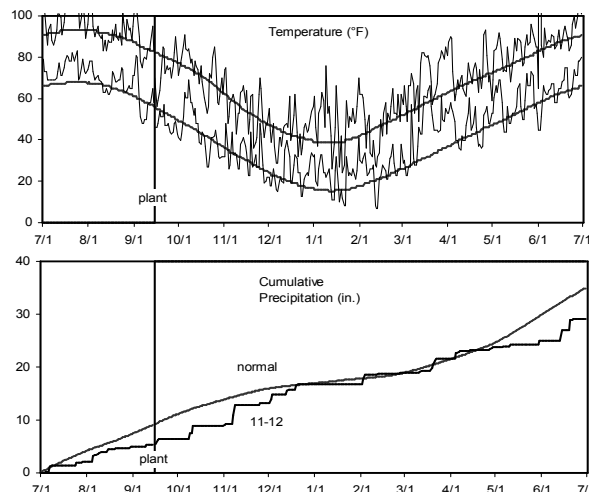 100
Temperature (°F)
80
60
40
20
plant
0
7/1 8/1 9/1 10/1 11/1 12/1 1/1 2/1 3/1 4/1 5/1 6/1 7/1
40
Cumulative
Precipitation (in.)
30
normal
20
11-12
10
plant
0
7/1 8/1 9/1 10/1 11/1 12/1 1/1 2/1 3/1 4/1 5/1 6/1 7/